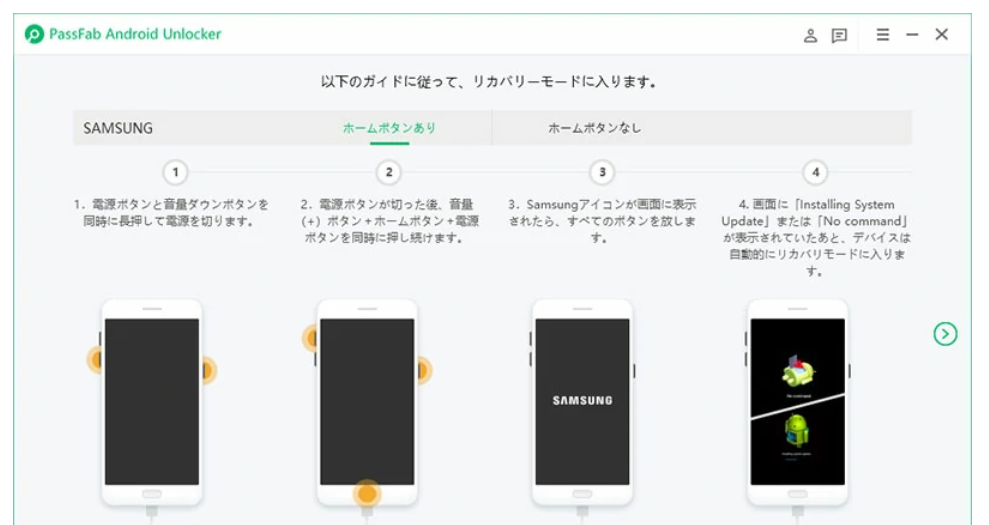 PassFab Android Unlocker
以下のガイドに従って、リカバリーモードに入ります。
SAMSUNG
ホームボタンあり
ホームボタンなし
1
2
3
4
1. 電源ボタンと音量ダウンボタンを
同時に長押して電源を切ります。
2. 電源ボタンが切った後、音量
(+) ボタン+ホームボタン+電源
ボタンを同時に押し続けます。
3. Samsungアイコンが画面に表示
されたら、すべてのボタンを放しま
す。
4. 画面に「Installing System
Update」または「No command」
が表示されていたあと、デバイスは
自動的にリカバリモードに入りま
す。
SAMSUNG
No command
Installing system update